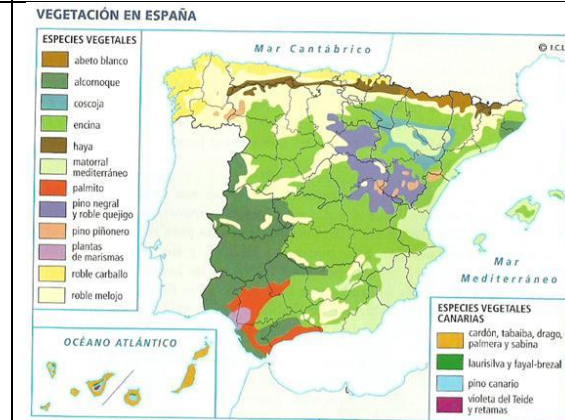 VEGETACIÓN EN ESPAÑA
ESPECIES VEGETALES
abeto blanco
alcornoque
coscoja
encina
haya
matorral
mediterráneo
palmito
pino negral
y roble quejigo
pino piñonero
plantas
de marismas
roble carballo
roble melojo
Mar Cantábrico
Mar
Mediterráneo
OCÉANO ATLÁNTICO
ESPECIES VEGETALES
CANARIAS
cardón, tabaiba, drago,
palmera y sabina
laurisilva y fayal-brezal
pino canario
violeta del Teide
y retamas